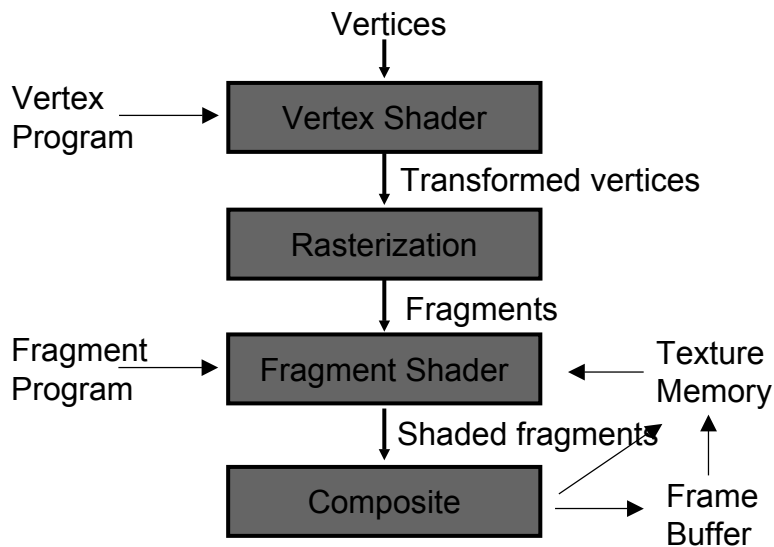 Vertices
Vertex
Program
Vertex Shader
Transformed vertices
Rasterization
Fragments
Fragment
Program
Fragment Shader
Texture
Memory
Shaded fragments
Composite
Frame
Buffer